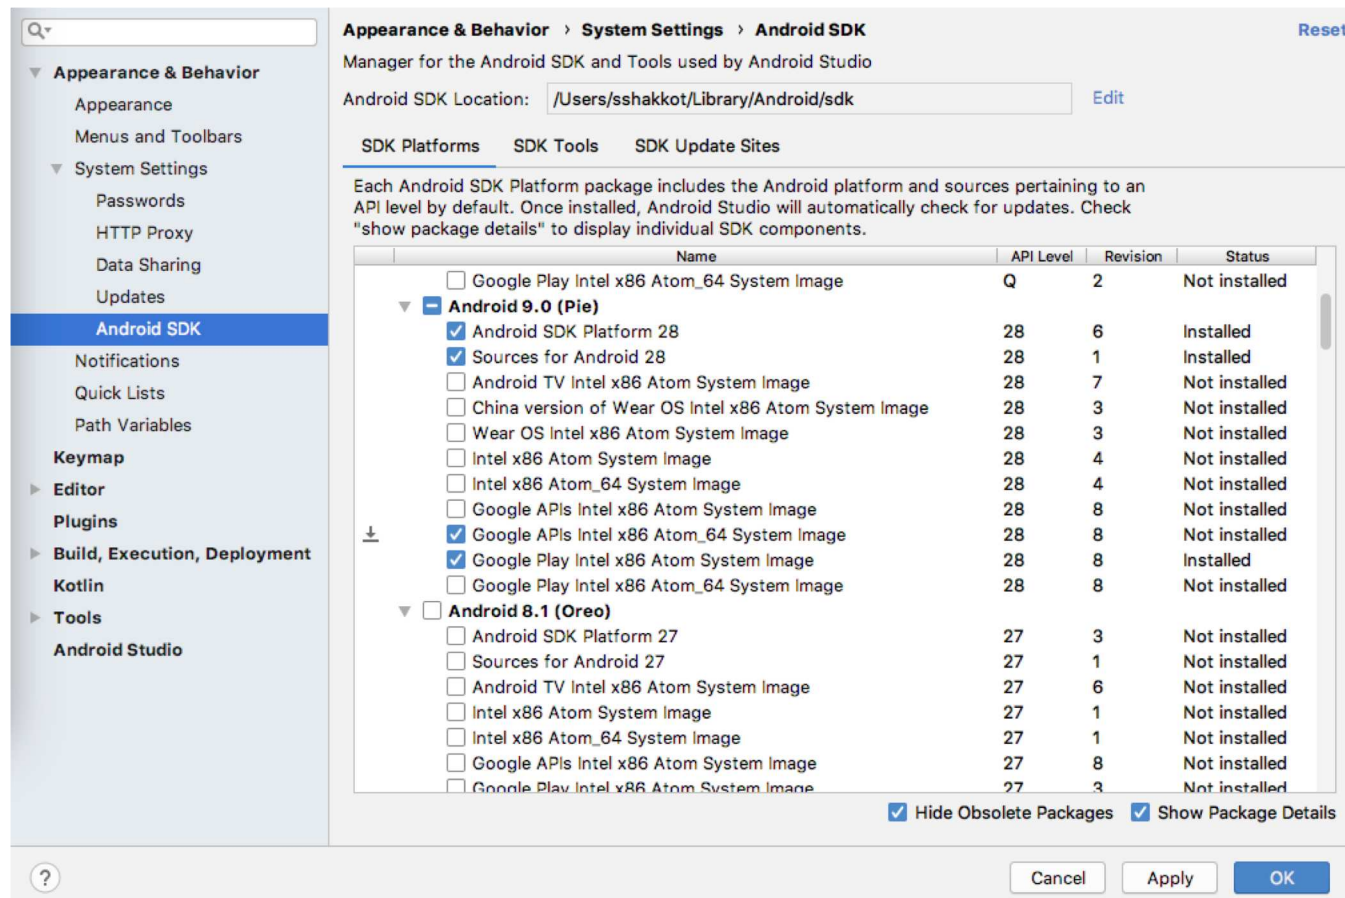 Appearance & Behavior
Appearance
Menus and Toolbars
System Settings
Passwords
HTTP Proxy
Data Sharing
Updates
Android SDK
Notifications
Quick Lists
Path Variables
Keymap
Editor
Plugins
Build, Execution, Deployment
Kotlin
Tools
Android Studio
Appearance & Behavior › System Settings › Android SDK Reset
Manager for the Android SDK and Tools used by Android Studio
Android SDK Location: /Users/sshakkot/Library/Android/sdk Edit
SDK Platforms SDK Tools SDK Update Sites
Each Android SDK Platform package includes the Android platform and sources pertaining to an
API level by default. Once installed, Android Studio will automatically check for updates. Check
"show package details" to display individual SDK components.
Name API Level Revision Status
Google Play Intel x86 Atom_64 System Image Q 2 Not installed
Android 9.0 (Pie)
Android SDK Platform 28 28 6 Installed
Sources for Android 28 28 1 Installed
Android TV Intel x86 Atom System Image 28 7 Not installed
China version of Wear OS Intel x86 Atom System Image 28 3 Not installed
Wear OS Intel x86 Atom System Image 28 3 Not installed
Intel x86 Atom System Image 28 4 Not installed
Intel x86 Atom_64 System Image 28 4 Not installed
Google APIs Intel x86 Atom System Image 28 8 Not installed
Google APIs Intel x86 Atom_64 System Image 28 8 Not installed
Google Play Intel x86 Atom System Image 28 8 Installed
Google Play Intel x86 Atom_64 System Image 28 8 Not installed
Android 8.1 (Oreo)
Android SDK Platform 27 27 3 Not installed
Sources for Android 27 27 1 Not installed
Android TV Intel x86 Atom System Image 27 6 Not installed
Intel x86 Atom System Image 27 1 Not installed
Intel x86 Atom_64 System Image 27 1 Not installed
Google APIs Intel x86 Atom System Image 27 8 Not installed
Google Play Intel x86 Atom System Image 27 3 Not installed
Hide Obsolete Packages Show Package Details
? Cancel Apply OK